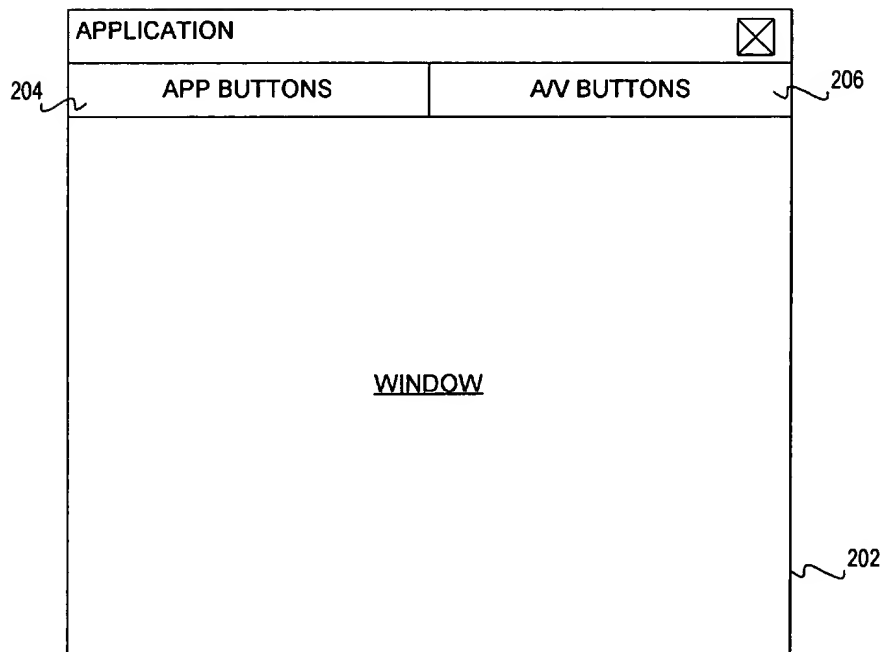 APPLICATION
204 APP BUTTONS A/V BUTTONS 206
WINDOW
202